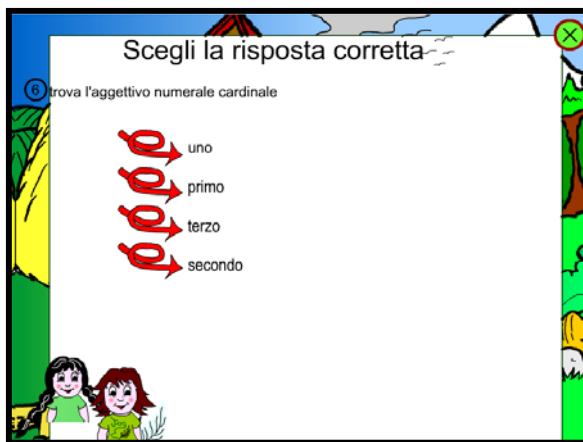 Scegli la risposta corretta
6 trova l'aggettivo numerale cardinale
uno
primo
terzo
secondo